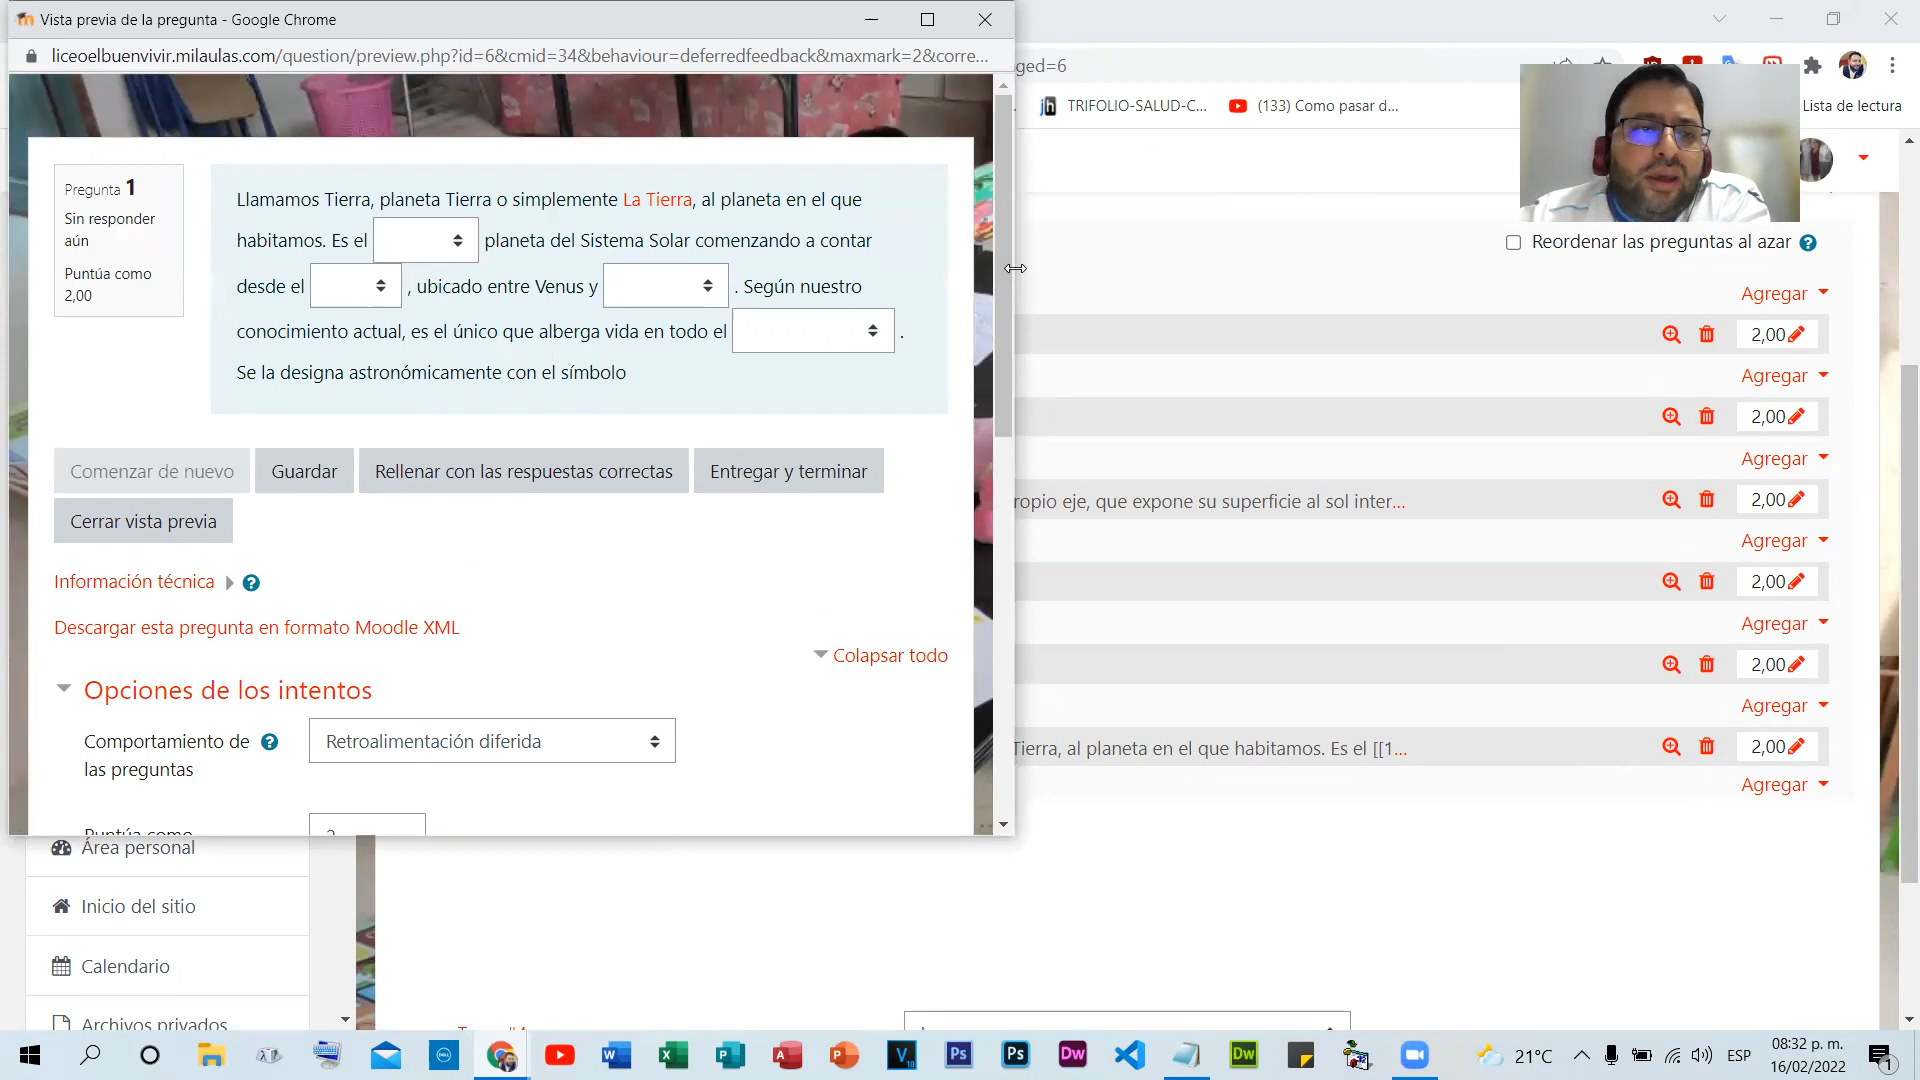 Vista previa de la pregunta - Google Chrome
liceoelbuenvivir.milaulas.com/question/preview.php?id=6&cmid=34&behaviour=deferredfeedback&maxmark=2&corre...
ged=6
TRIFOLIO-SALUD-C...
(133) Como pasar d...
Lista de lectura
Pregunta 1
Sin responder
aún
Puntúa como
2,00
Llamamos Tierra, planeta Tierra o simplemente La Tierra, al planeta en el que
habitamos. Es el planeta del Sistema Solar comenzando a contar
desde el , ubicado entre Venus y . Según nuestro
conocimiento actual, es el único que alberga vida en todo el .
Se la designa astronómicamente con el símbolo
Comenzar de nuevo
Guardar
Rellenar con las respuestas correctas
Entregar y terminar
Cerrar vista previa
Información técnica
Descargar esta pregunta en formato Moodle XML
Colapsar todo
Opciones de los intentos
Comportamiento de
las preguntas
Retroalimentación diferida
Puntúa como
Reordenar las preguntas al azar
Agregar
2,00
Agregar
2,00
Agregar
ropio eje, que expone su superficie al sol inter...
2,00
Agregar
2,00
Agregar
2,00
Agregar
Tierra, al planeta en el que habitamos. Es el [[1...
2,00
Agregar
Área personal
Inicio del sitio
Calendario
Archivos privados
21°C
ESP
08:32 p. m.
16/02/2022
1